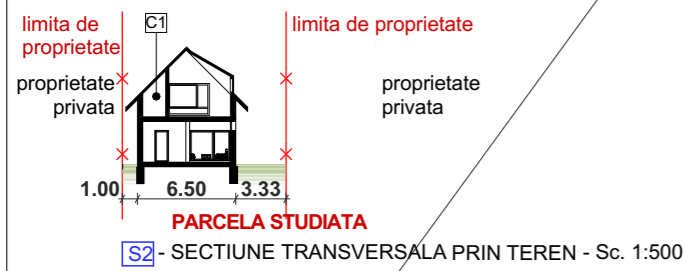 limita de
proprietate
C1
limita de proprietate
proprietate
privata
proprietate
privata
1.00 6.50 3.33
PARCELA STUDIATA
S2 - SECTIUNE TRANSVERSALA PRIN TEREN - Sc. 1:500